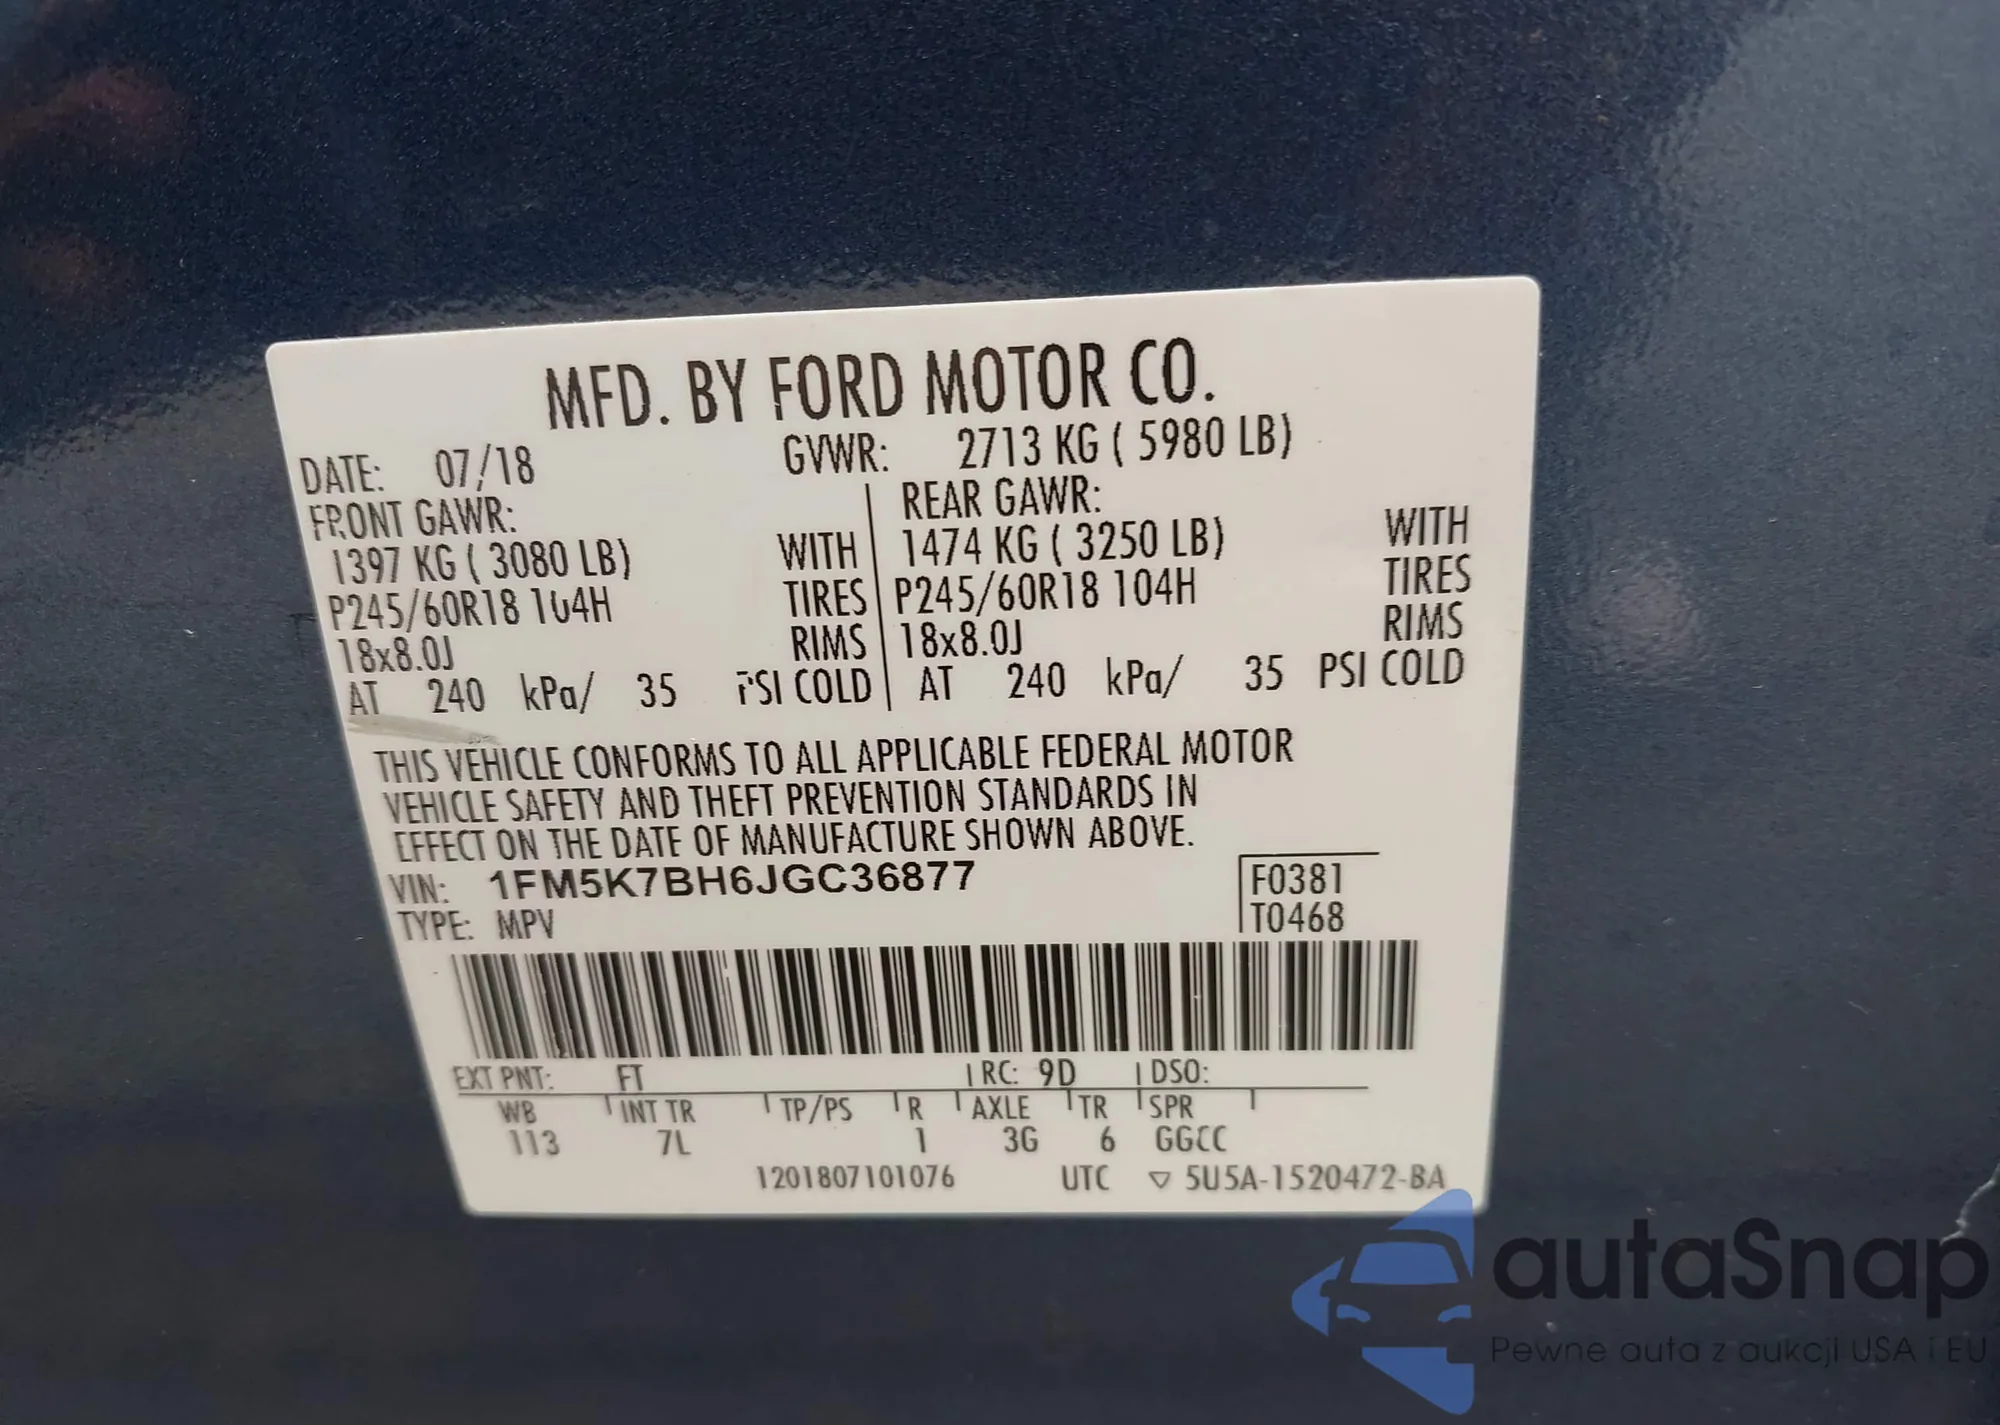 MFD. BY FORD MOTOR CO.
DATE: 07/18 GVWR: 2713 KG ( 5980 LB)
FRONT GAWR: REAR GAWR:
1397 KG ( 3080 LB) WITH 1474 KG ( 3250 LB) WITH
P245/60R18 104H TIRES P245/60R18 104H TIRES
18x8.0J RIMS 18x8.0J RIMS
AT 240 kPa/ 35 PSI COLD AT 240 kPa/ 35 PSI COLD
THIS VEHICLE CONFORMS TO ALL APPLICABLE FEDERAL MOTOR
VEHICLE SAFETY AND THEFT PREVENTION STANDARDS IN
EFFECT ON THE DATE OF MANUFACTURE SHOWN ABOVE.
VIN: 1FM5K7BH6JGC36877 F0381
TYPE: MPV T0468
EXT PNT: FT RC: 9D DSO:
WB INT TR TP/PS R AXLE TR SPR
113 7L 1 3G 6 GGCC
1201807101076 UTC ▽ 5U5A-1520472-BA
autaSnap
Pewne auta z aukcji USA i EU